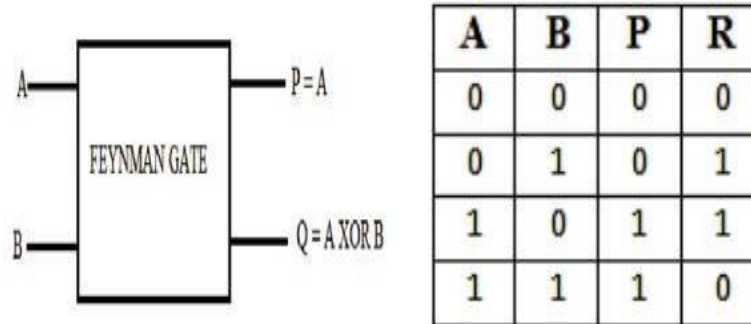 A
P = A
FEYNMAN GATE
B
Q = A XOR B
A B P R
0 0 0 0
0 1 0 1
1 0 1 1
1 1 1 0